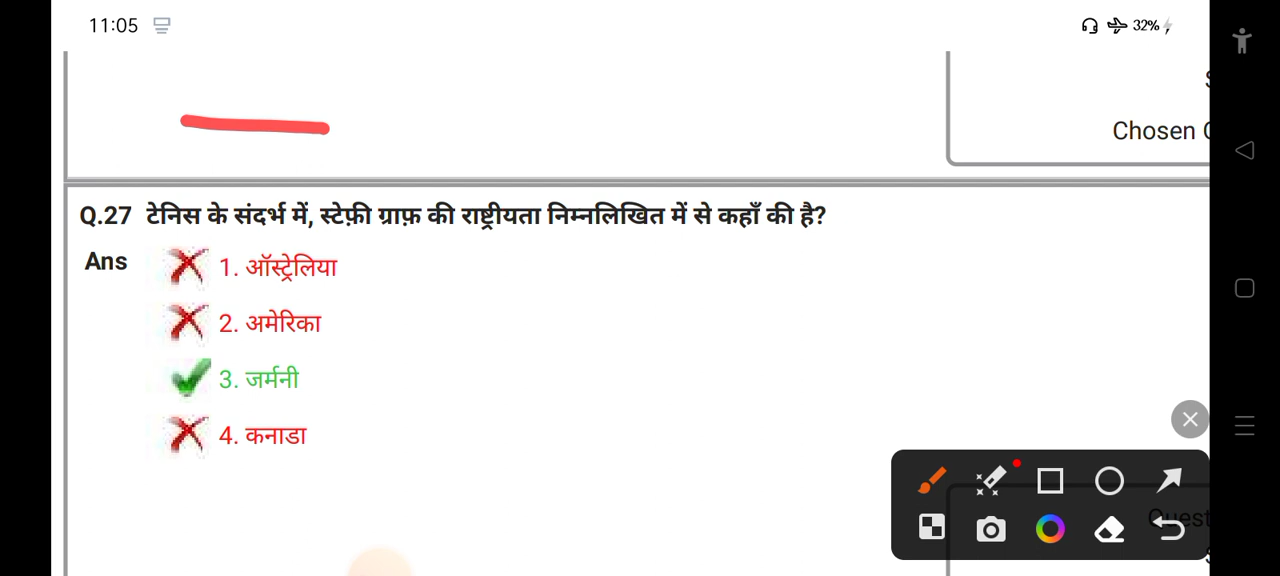 11:05
32%
Chosen
Q.27 टेनिस के संदर्भ में, स्टेफ़ी ग्राफ़ की राष्ट्रीयता निम्नलिखित में से कहाँ की है?
Ans
1. ऑस्ट्रेलिया
2. अमेरिका
3. जर्मनी
4. कनाडा